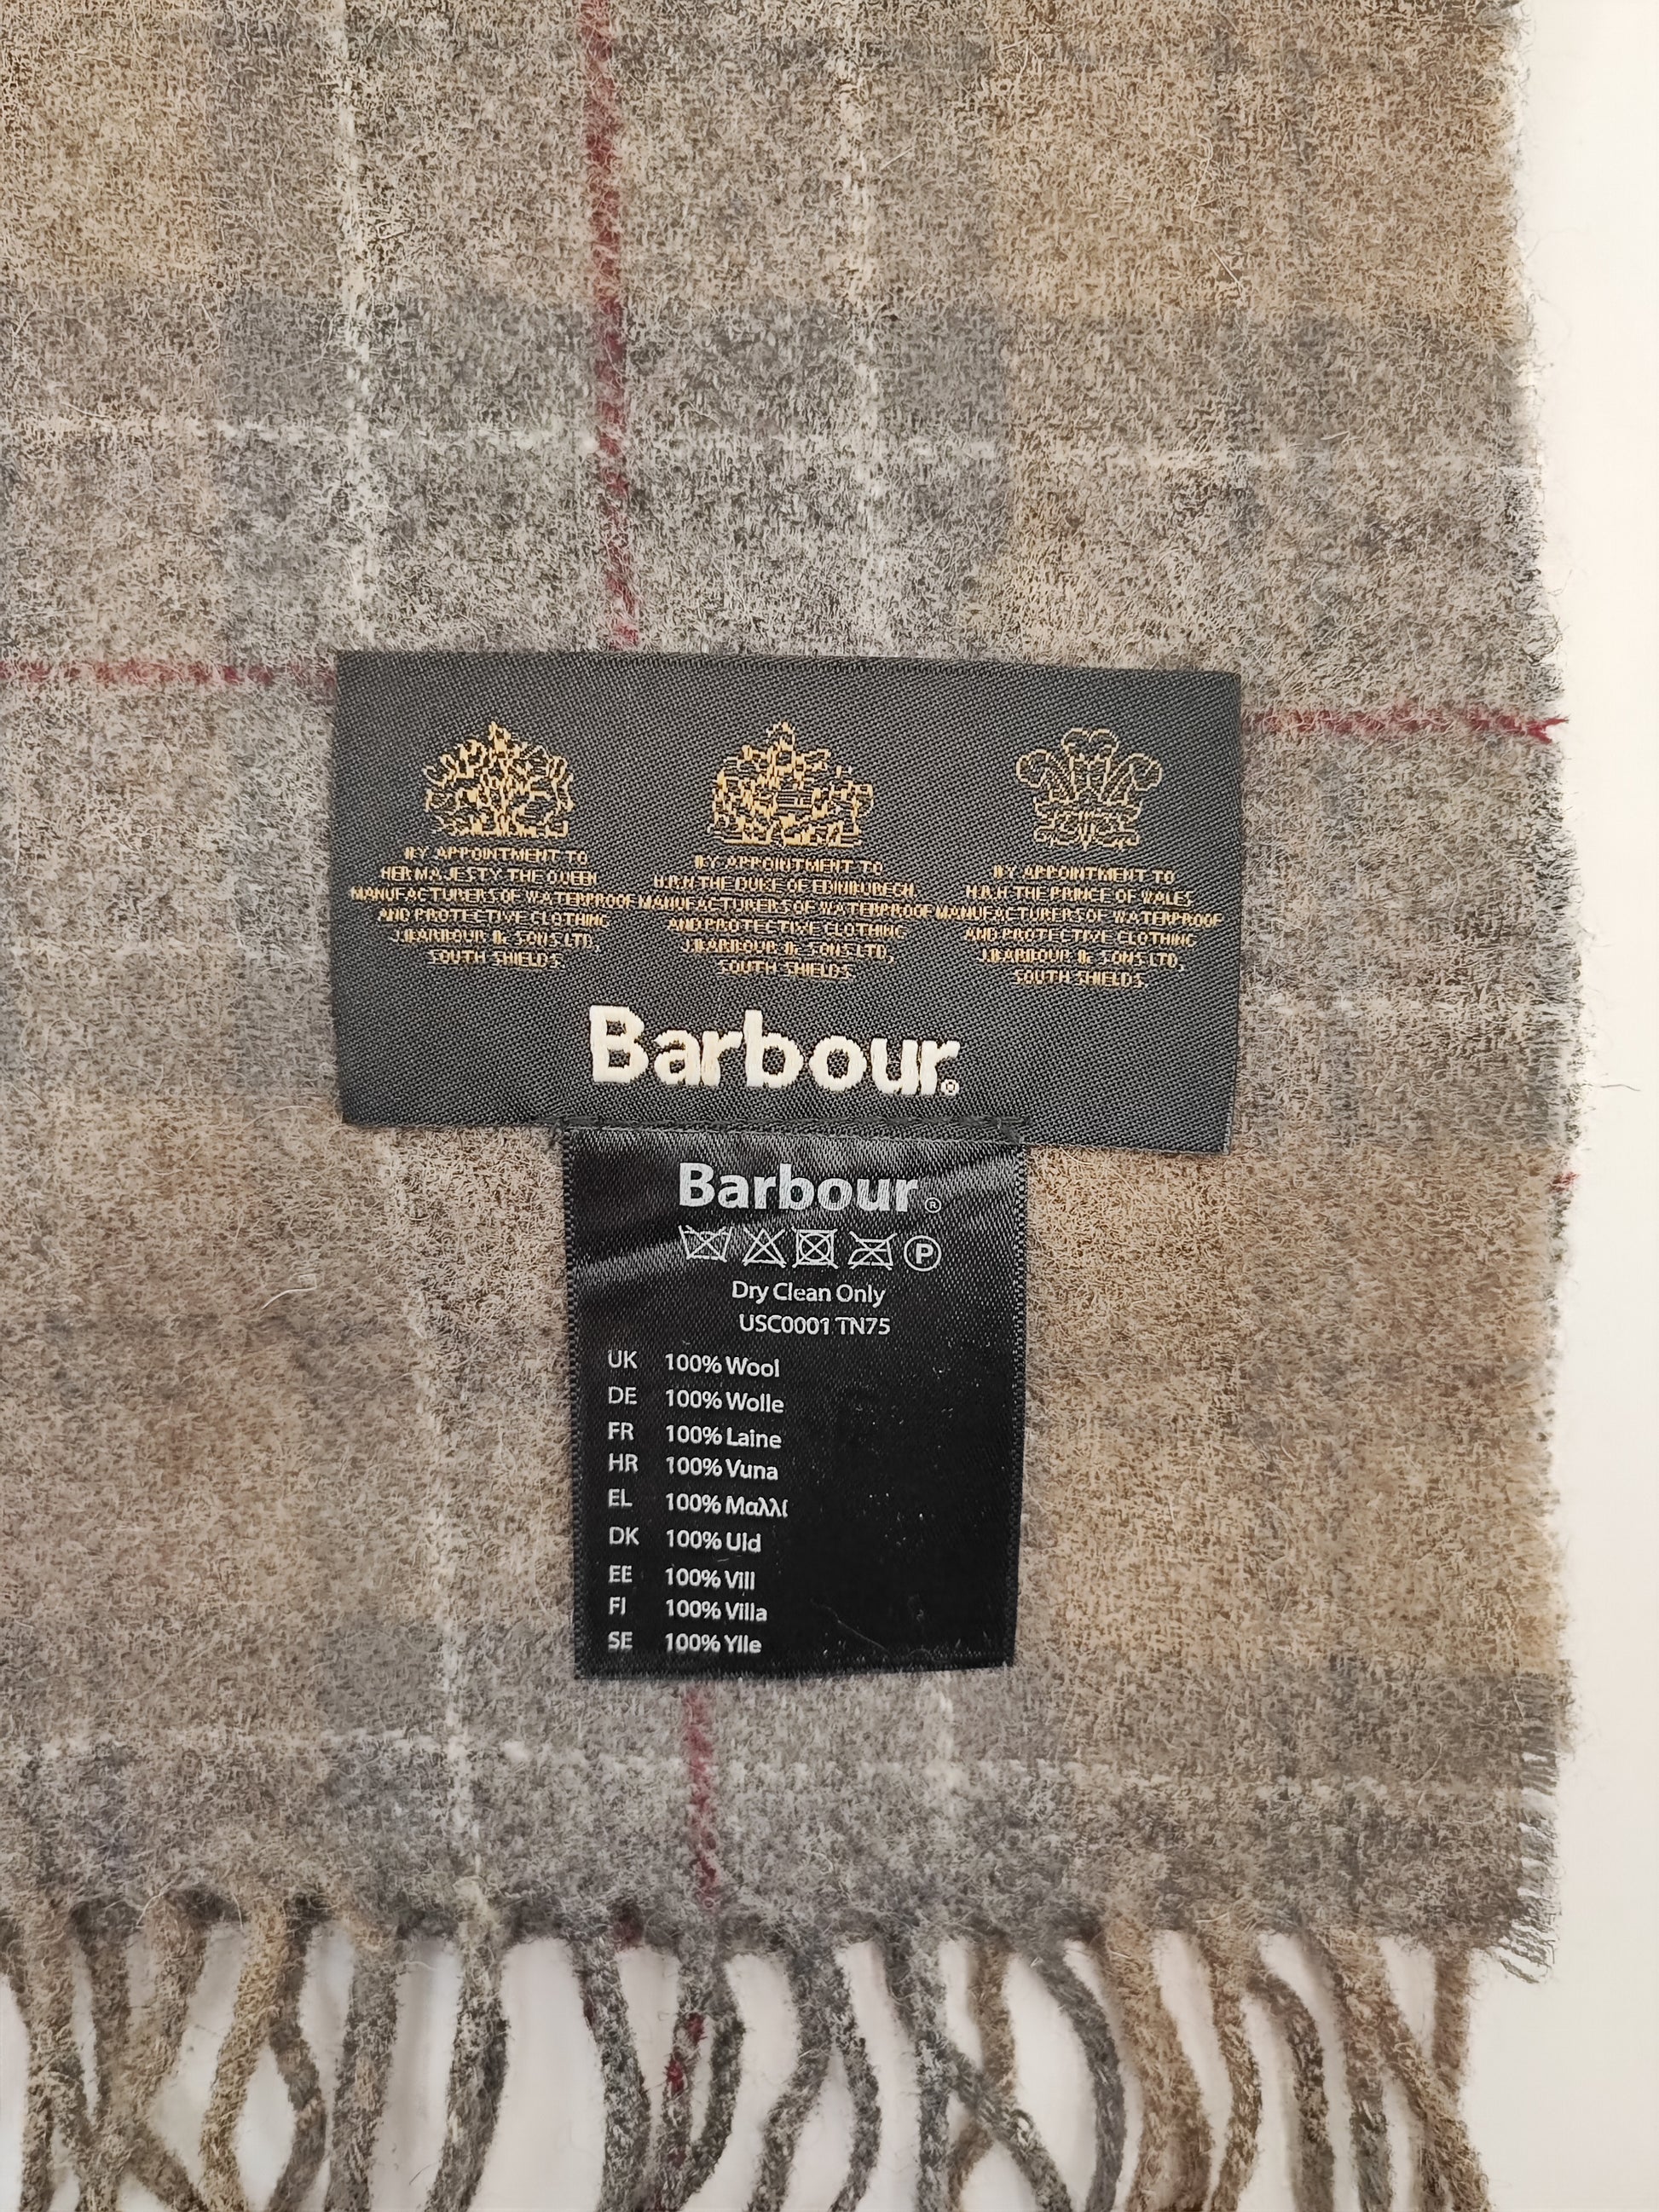 BY APPOINTMENT TO
HER MAJESTY THE QUEEN
MANUFACTURERS OF WATERPROOF
AND PROTECTIVE CLOTHING
J.BARBOUR & SONS LTD,
SOUTH SHIELDS.
BY APPOINTMENT TO
H.R.H THE DUKE OF EDINBURGH
MANUFACTURERS OF WATERPROOF
AND PROTECTIVE CLOTHING
J.BARBOUR & SONS LTD,
SOUTH SHIELDS.
BY APPOINTMENT TO
H.R.H THE PRINCE OF WALES
MANUFACTURERS OF WATERPROOF
AND PROTECTIVE CLOTHING
J.BARBOUR & SONS LTD,
SOUTH SHIELDS.
Barbour®
Barbour®
P
Dry Clean Only
USC0001 TN75
UK 100% Wool
DE 100% Wolle
FR 100% Laine
HR 100% Vuna
EL 100% Μαλλί
DK 100% Uld
EE 100% Vill
FI 100% Villa
SE 100% Ylle